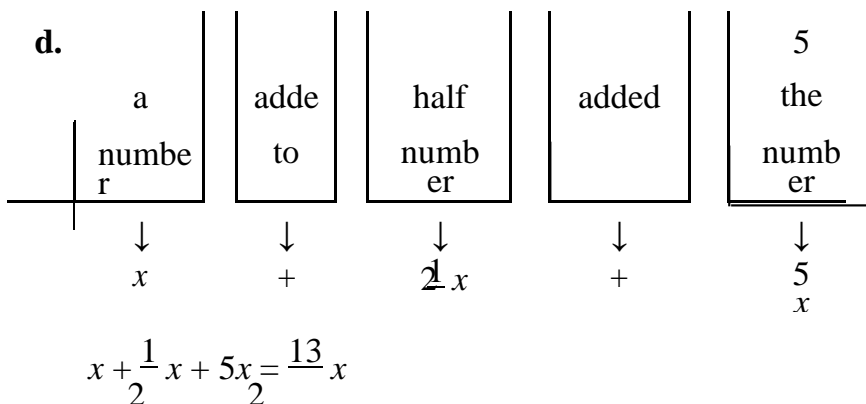 d. 5
a adde half added the
numbe to numb numb
r er er
↓ ↓ ↓ ↓ ↓
x + 1/2 x + 5
x
x + 1/2 x + 5x = 13/2 x